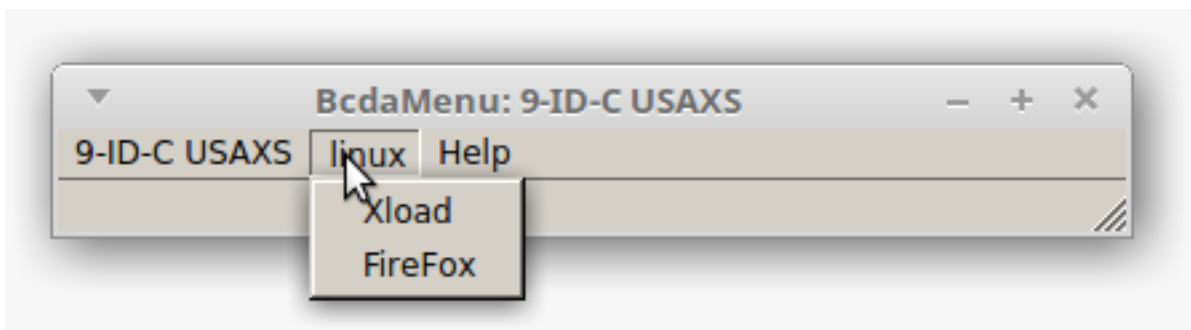 BcdaMenu: 9-ID-C USAXS
9-ID-C USAXS linux Help
Xload
FireFox